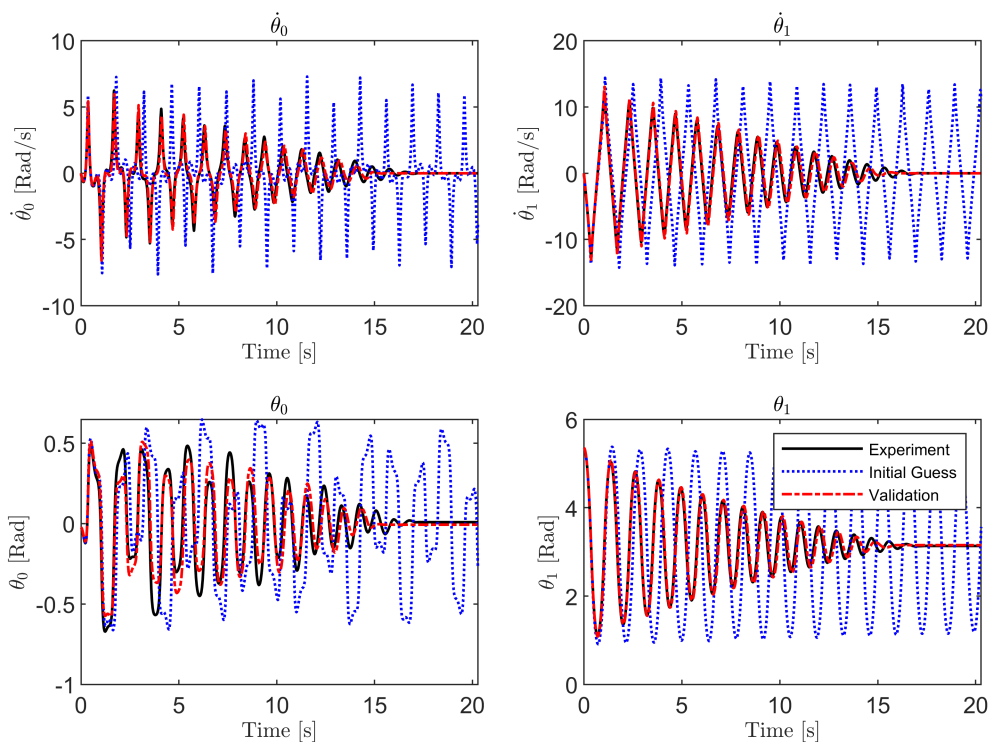 θ̇₀
10
5
0
-5
-10
θ̇₀ [Rad/s]
0 5 10 15 20
Time [s]
θ̇₁
20
10
0
-10
-20
θ̇₁ [Rad/s]
0 5 10 15 20
Time [s]
θ₀
0.5
0
-0.5
-1
θ₀ [Rad]
0 5 10 15 20
Time [s]
θ₁
6
4
2
0
θ₁ [Rad]
Experiment
Initial Guess
Validation
0 5 10 15 20
Time [s]